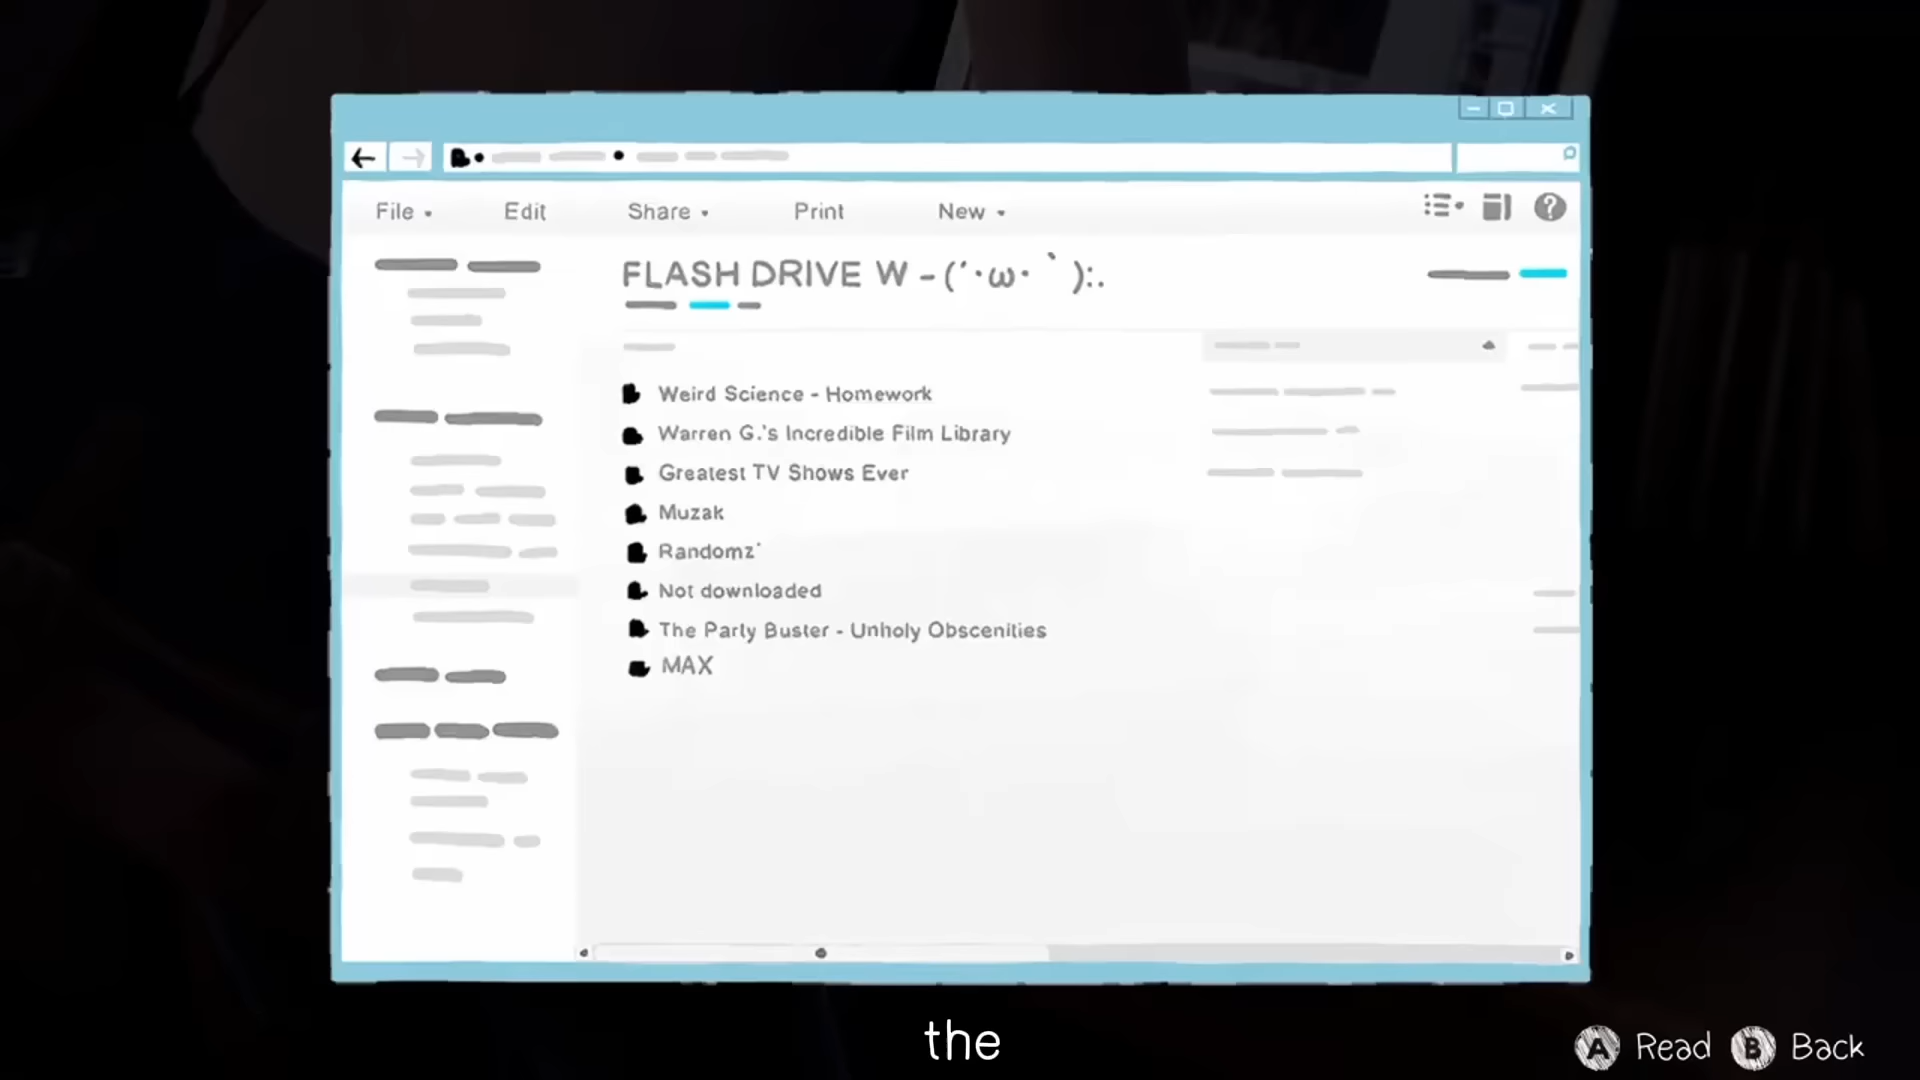 File
Edit
Share
Print
New
FLASH DRIVE W - (´･ω･`):.
Weird Science - Homework
Warren G.'s Incredible Film Library
Greatest TV Shows Ever
Muzak
Randomz'
Not downloaded
The Party Buster - Unholy Obscenities
MAX
the
A Read B Back